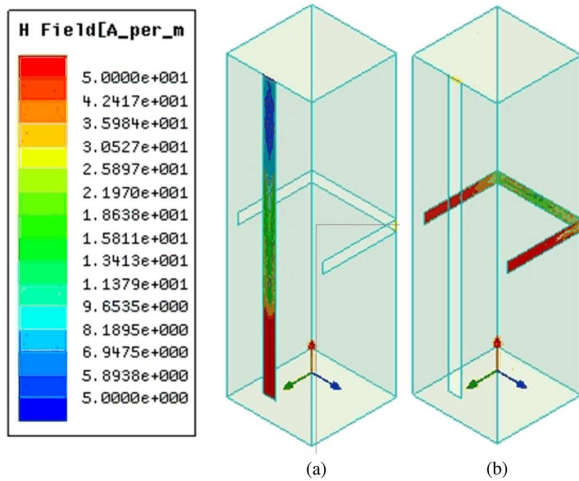 H Field[A_per_m
5.0000e+001
4.2417e+001
3.5984e+001
3.0527e+001
2.5897e+001
2.1970e+001
1.8638e+001
1.5811e+001
1.3413e+001
1.1379e+001
9.6535e+000
8.1895e+000
6.9475e+000
5.8938e+000
5.0000e+000
(a)
(b)